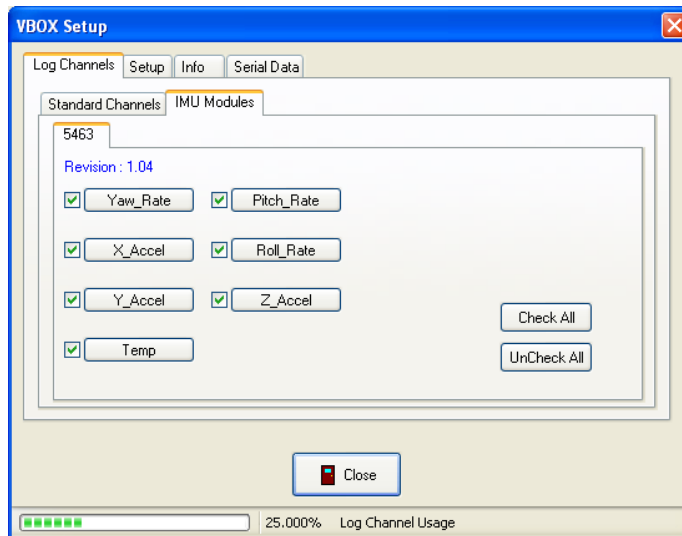 VBOX Setup
Log Channels Setup Info Serial Data
Standard Channels IMU Modules
5463
Revision : 1.04
Yaw_Rate Pitch_Rate
X_Accel Roll_Rate
Y_Accel Z_Accel
Check All
Temp
UnCheck All
Close
25.000% Log Channel Usage